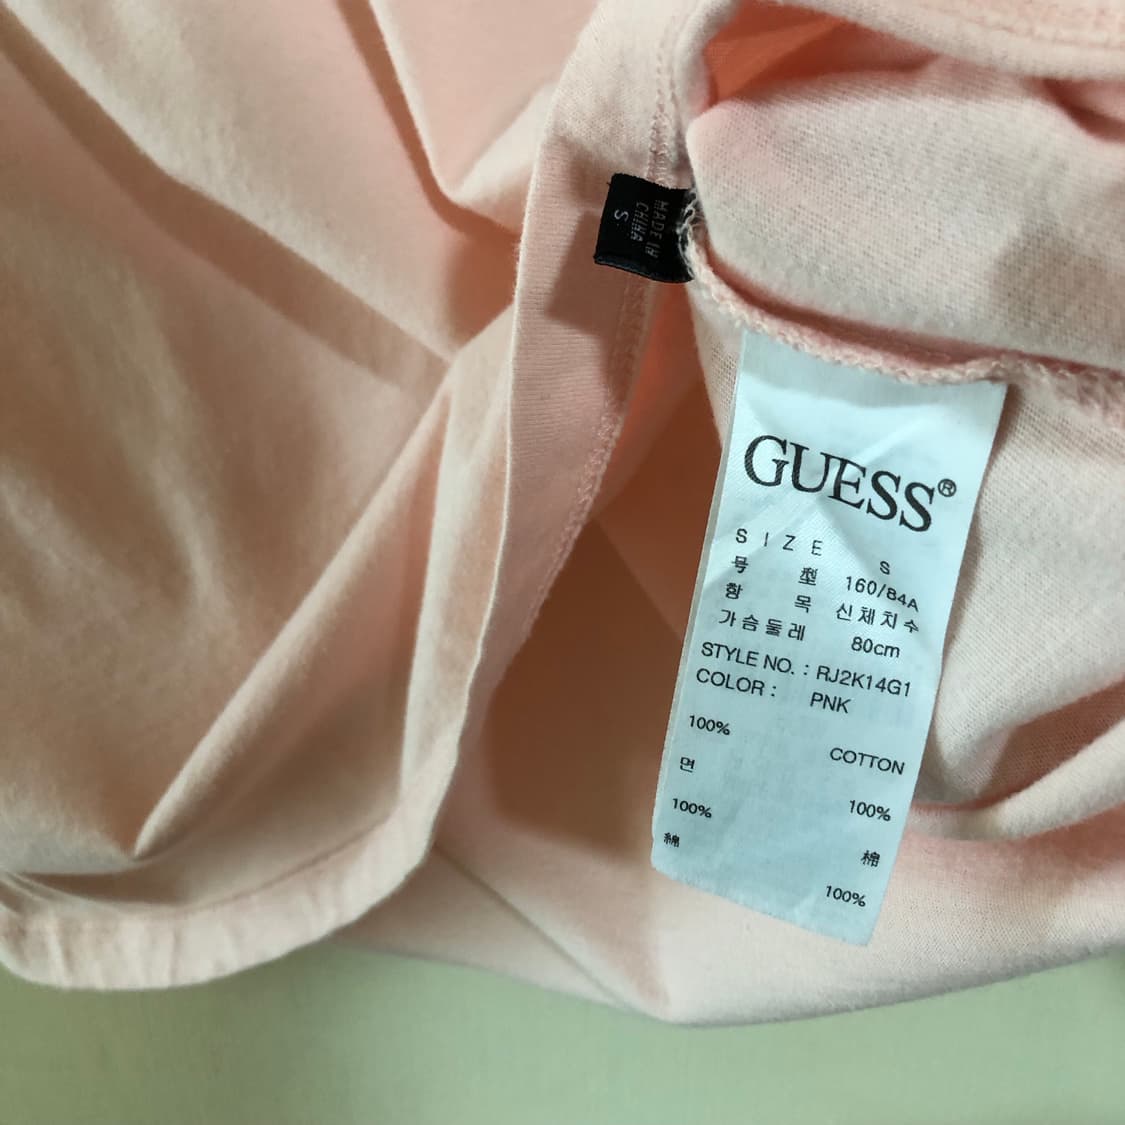 MADE IN
CHINA
S
GUESS®
SIZE S
号 型 160/84A
항 목 신체치수
가슴둘레 80cm
STYLE NO. : RJ2K14G1
COLOR : PNK
100% COTTON
면 100%
100% 棉
綿 100%